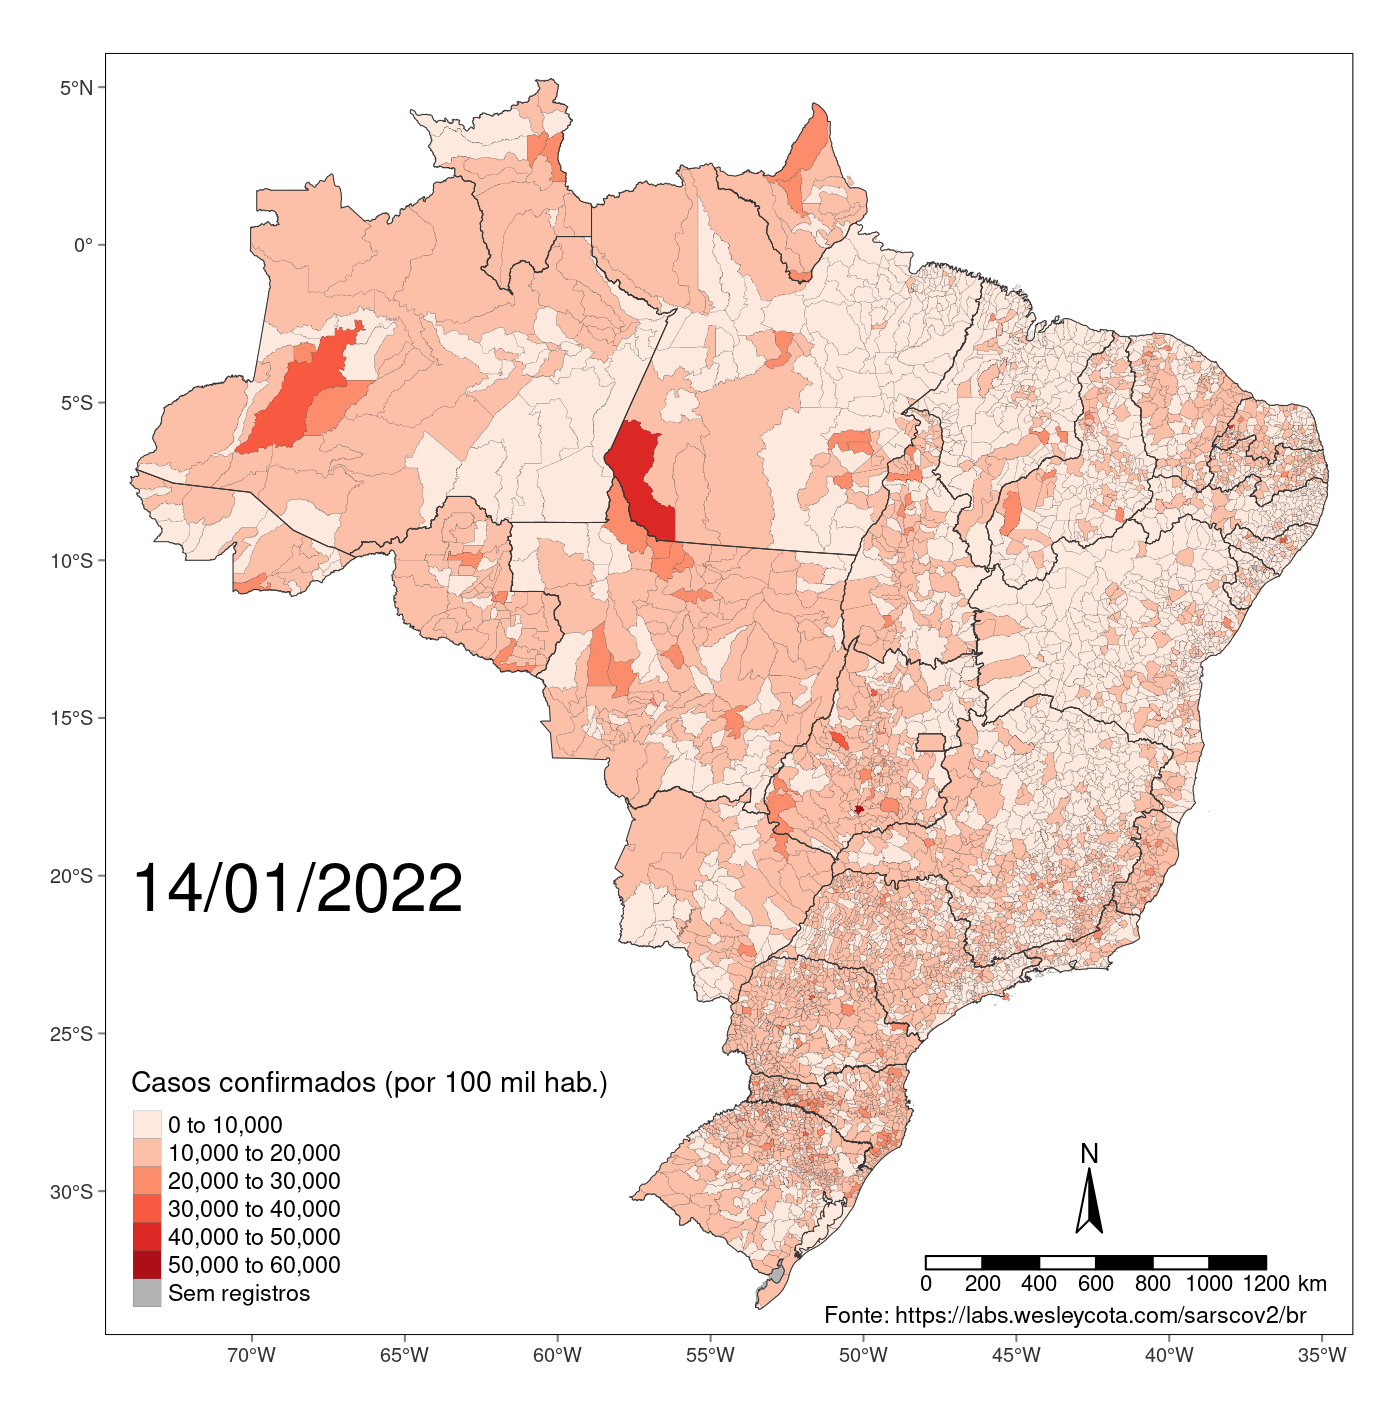 5°N
0°
5°S
10°S
15°S
20°S
25°S
30°S
14/01/2022
Casos confirmados (por 100 mil hab.)
0 to 10,000
10,000 to 20,000
20,000 to 30,000
30,000 to 40,000
40,000 to 50,000
50,000 to 60,000
Sem registros
N
0 200 400 600 800 1000 1200 km
Fonte: https://labs.wesleycota.com/sarscov2/br
70°W 65°W 60°W 55°W 50°W 45°W 40°W 35°W